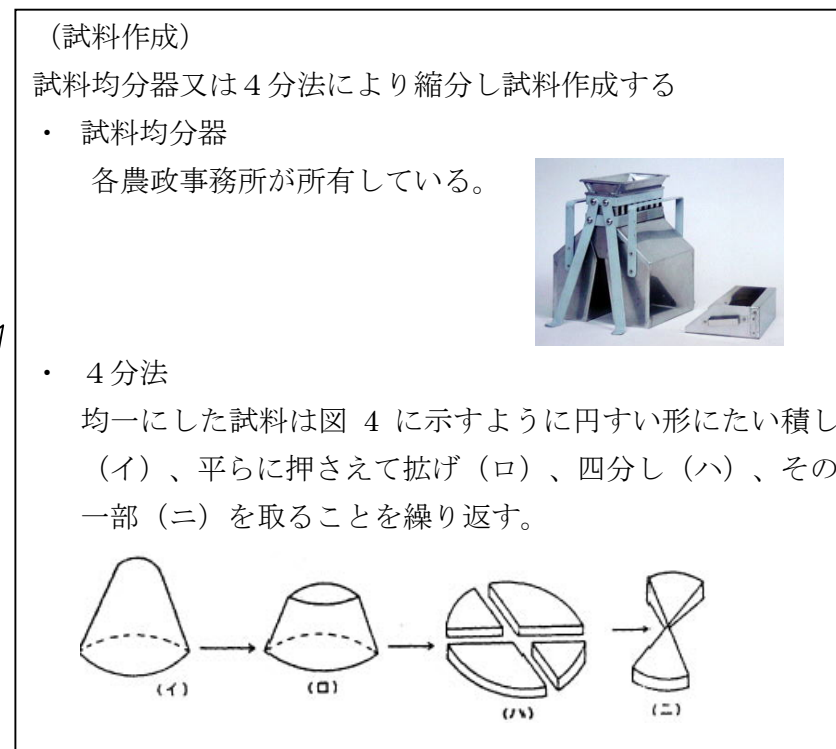 （試料作成）
試料均分器又は４分法により縮分し試料作成する
・ 試料均分器
各農政事務所が所有している。
・ ４分法
均一にした試料は図 4 に示すように円すい形にたい積し
（イ）、平らに押さえて拡げ（ロ）、四分し（ハ）、その
一部（ニ）を取ることを繰り返す。
(イ) (ロ) (ハ) (ニ)